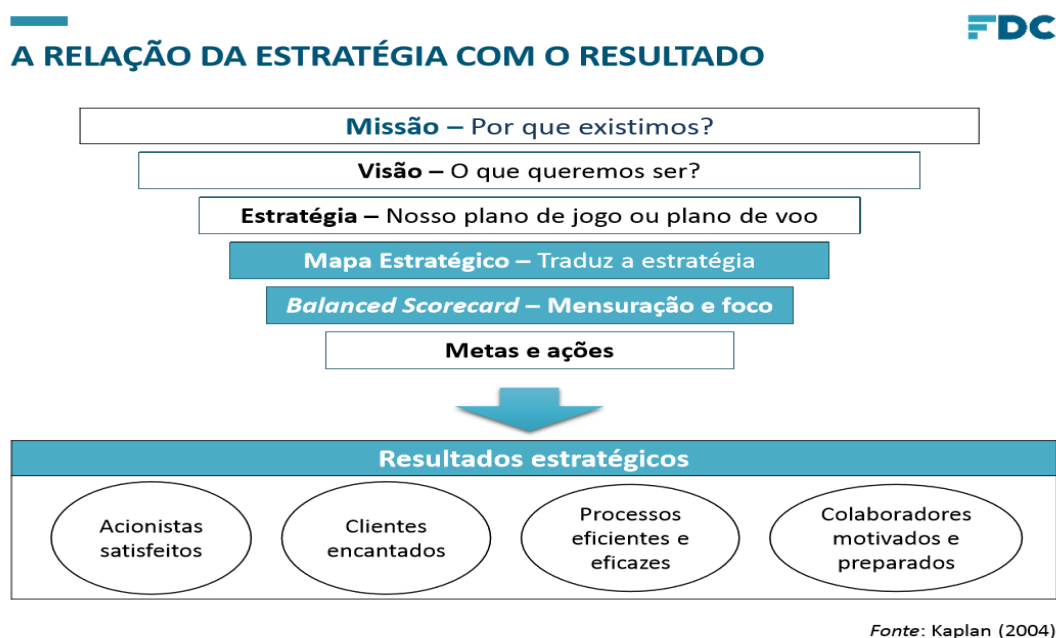 FDC
A RELAÇÃO DA ESTRATÉGIA COM O RESULTADO
Missão – Por que existimos?
Visão – O que queremos ser?
Estratégia – Nosso plano de jogo ou plano de voo
Mapa Estratégico – Traduz a estratégia
Balanced Scorecard – Mensuração e foco
Metas e ações
Resultados estratégicos
Acionistas
satisfeitos
Clientes
encantados
Processos
eficientes e
eficazes
Colaboradores
motivados e
preparados
Fonte: Kaplan (2004)